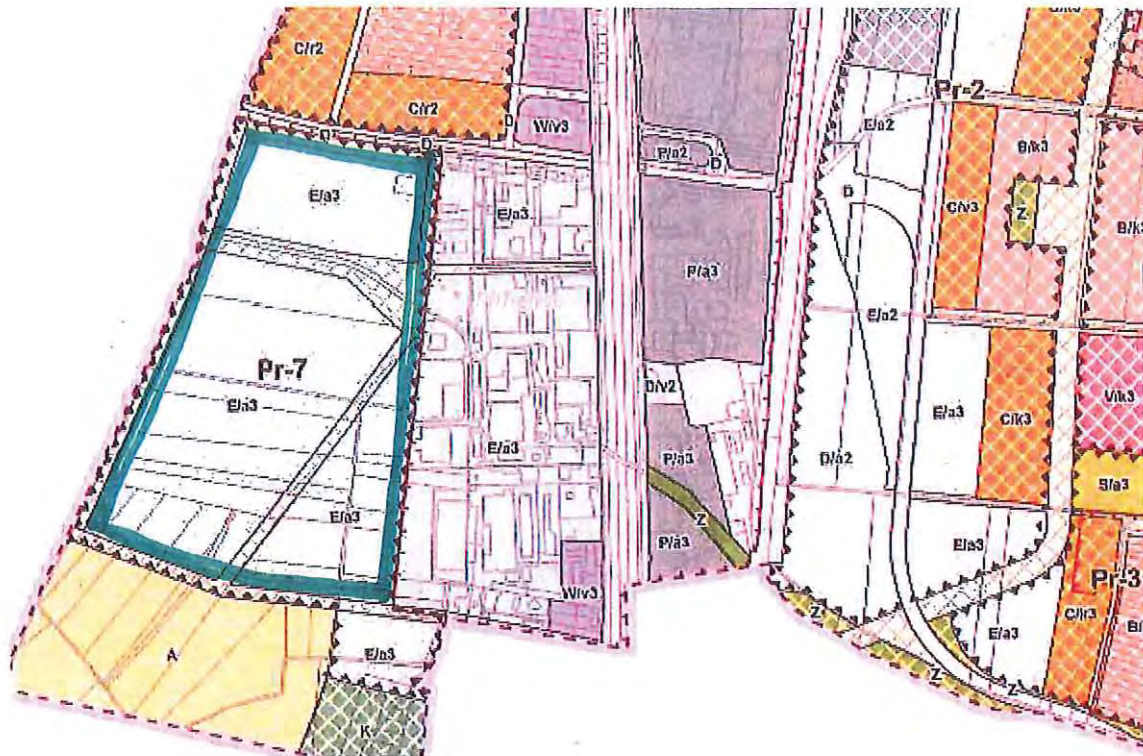 C/r2
C/r2
W/v3
D
D
D
E/a3
E/a3
Pr-7
E/a3
E/a3
E/a3
W/v3
A
E/a3
K
P/a2
D
P/a3
D/v2
P/a3
Z
P/a3
Pr-2
E/a2
D
E/a2
D/a2
E/a3
E/a3
E/a3
Z
Z
Z
C/v3
B/k3
Z
C/k3
V/k3
S/a3
Pr-3
C/k3